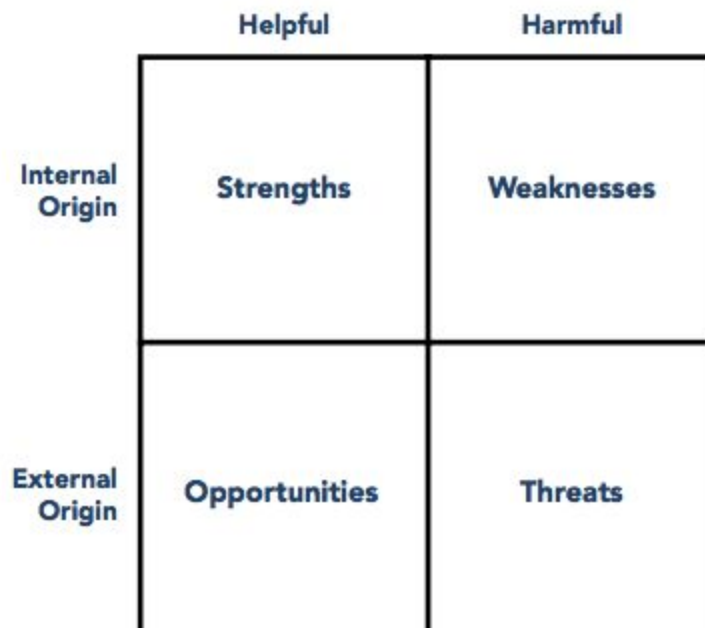 Helpful
Harmful
Internal
Origin
Strengths
Weaknesses
External
Origin
Opportunities
Threats